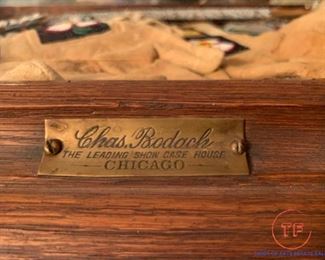 Chas. Bodach
THE LEADING SHOW CASE HOUSE
CHICAGO
TF